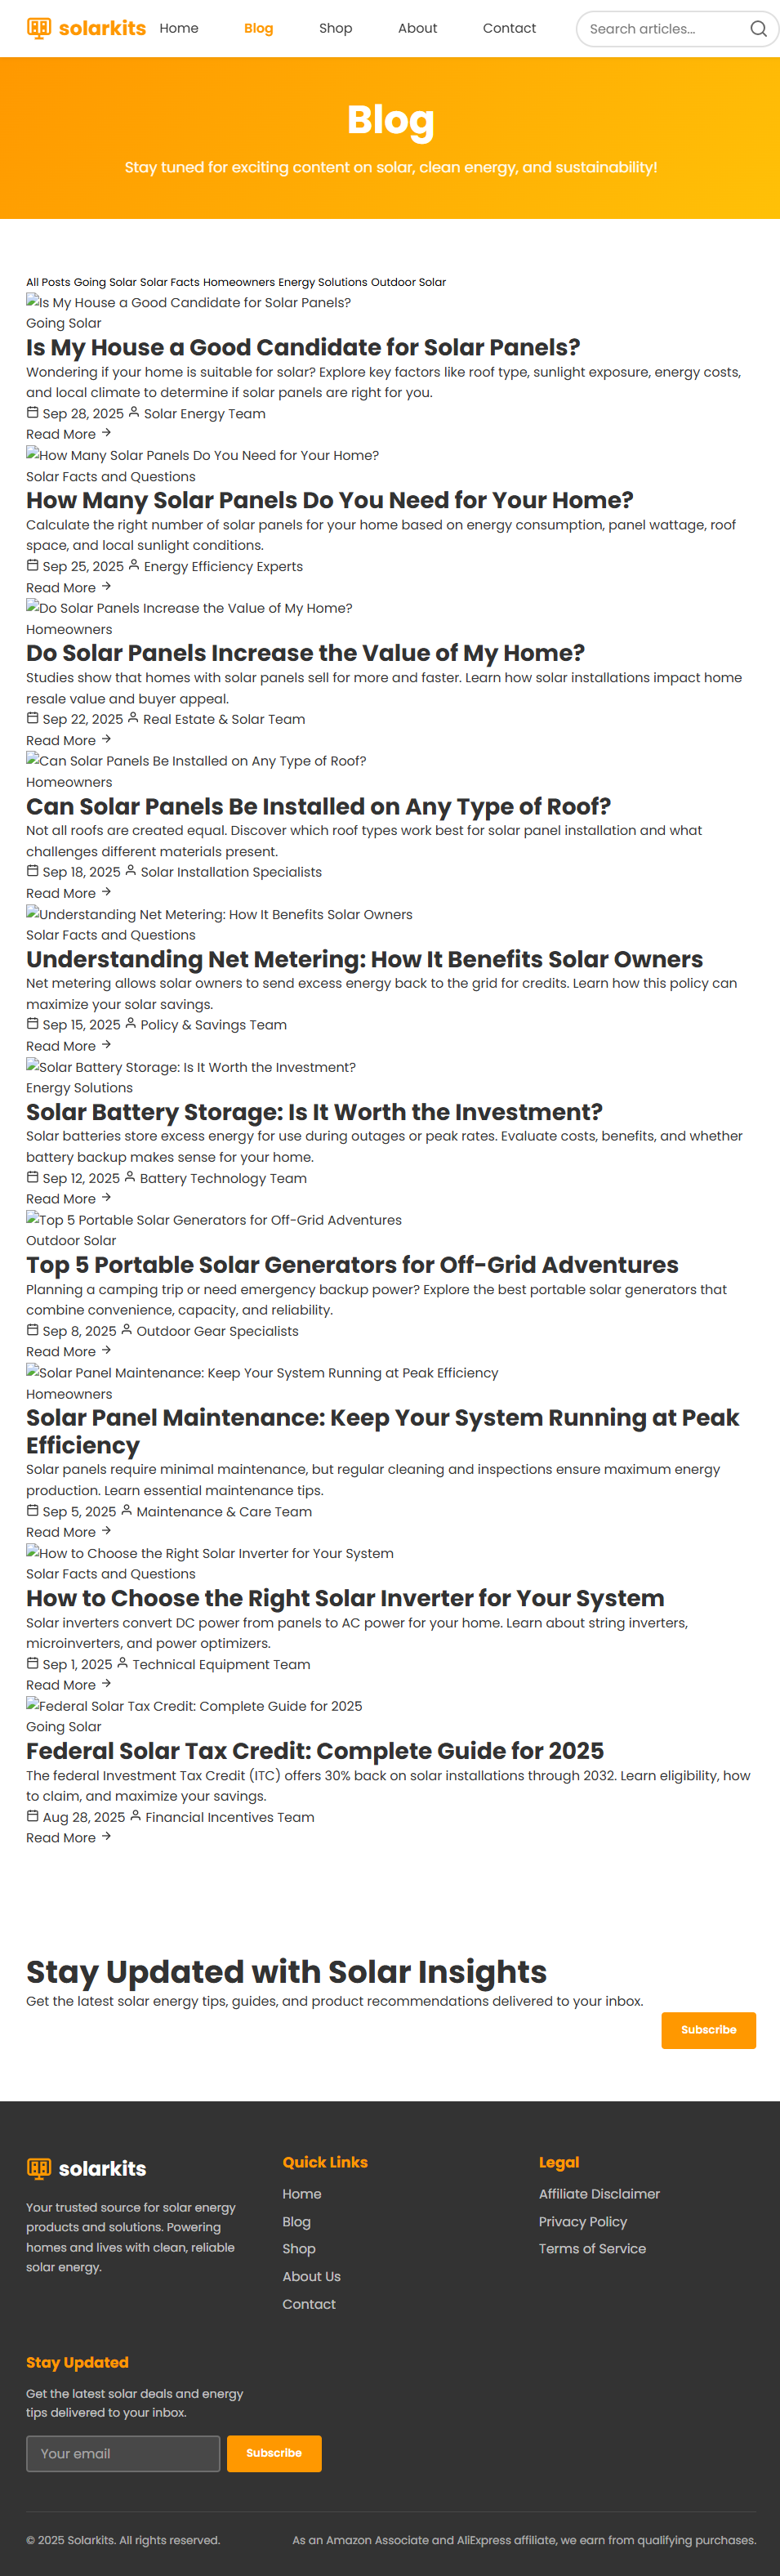 solarkits Home Blog Shop About Contact Search articles...
Blog
Stay tuned for exciting content on solar, clean energy, and sustainability!
All Posts Going Solar Solar Facts Homeowners Energy Solutions Outdoor Solar
Is My House a Good Candidate for Solar Panels?
Going Solar
Is My House a Good Candidate for Solar Panels?
Wondering if your home is suitable for solar? Explore key factors like roof type, sunlight exposure, energy costs,
and local climate to determine if solar panels are right for you.
Sep 28, 2025 Solar Energy Team
Read More →
How Many Solar Panels Do You Need for Your Home?
Solar Facts and Questions
How Many Solar Panels Do You Need for Your Home?
Calculate the right number of solar panels for your home based on energy consumption, panel wattage, roof
space, and local sunlight conditions.
Sep 25, 2025 Energy Efficiency Experts
Read More →
Do Solar Panels Increase the Value of My Home?
Homeowners
Do Solar Panels Increase the Value of My Home?
Studies show that homes with solar panels sell for more and faster. Learn how solar installations impact home
resale value and buyer appeal.
Sep 22, 2025 Real Estate & Solar Team
Read More →
Can Solar Panels Be Installed on Any Type of Roof?
Homeowners
Can Solar Panels Be Installed on Any Type of Roof?
Not all roofs are created equal. Discover which roof types work best for solar panel installation and what
challenges different materials present.
Sep 18, 2025 Solar Installation Specialists
Read More →
Understanding Net Metering: How It Benefits Solar Owners
Solar Facts and Questions
Understanding Net Metering: How It Benefits Solar Owners
Net metering allows solar owners to send excess energy back to the grid for credits. Learn how this policy can
maximize your solar savings.
Sep 15, 2025 Policy & Savings Team
Read More →
Solar Battery Storage: Is It Worth the Investment?
Energy Solutions
Solar Battery Storage: Is It Worth the Investment?
Solar batteries store excess energy for use during outages or peak rates. Evaluate costs, benefits, and whether
battery backup makes sense for your home.
Sep 12, 2025 Battery Technology Team
Read More →
Top 5 Portable Solar Generators for Off-Grid Adventures
Outdoor Solar
Top 5 Portable Solar Generators for Off-Grid Adventures
Planning a camping trip or need emergency backup power? Explore the best portable solar generators that
combine convenience, capacity, and reliability.
Sep 8, 2025 Outdoor Gear Specialists
Read More →
Solar Panel Maintenance: Keep Your System Running at Peak Efficiency
Homeowners
Solar Panel Maintenance: Keep Your System Running at Peak
Efficiency
Solar panels require minimal maintenance, but regular cleaning and inspections ensure maximum energy
production. Learn essential maintenance tips.
Sep 5, 2025 Maintenance & Care Team
Read More →
How to Choose the Right Solar Inverter for Your System
Solar Facts and Questions
How to Choose the Right Solar Inverter for Your System
Solar inverters convert DC power from panels to AC power for your home. Learn about string inverters,
microinverters, and power optimizers.
Sep 1, 2025 Technical Equipment Team
Read More →
Federal Solar Tax Credit: Complete Guide for 2025
Going Solar
Federal Solar Tax Credit: Complete Guide for 2025
The federal Investment Tax Credit (ITC) offers 30% back on solar installations through 2032. Learn eligibility, how
to claim, and maximize your savings.
Aug 28, 2025 Financial Incentives Team
Read More →
Stay Updated with Solar Insights
Get the latest solar energy tips, guides, and product recommendations delivered to your inbox.
Subscribe
solarkits
Your trusted source for solar energy
products and solutions. Powering
homes and lives with clean, reliable
solar energy.
Quick Links
Home
Blog
Shop
About Us
Contact
Legal
Affiliate Disclaimer
Privacy Policy
Terms of Service
Stay Updated
Get the latest solar deals and energy
tips delivered to your inbox.
Your email Subscribe
© 2025 Solarkits. All rights reserved. As an Amazon Associate and AliExpress affiliate, we earn from qualifying purchases.